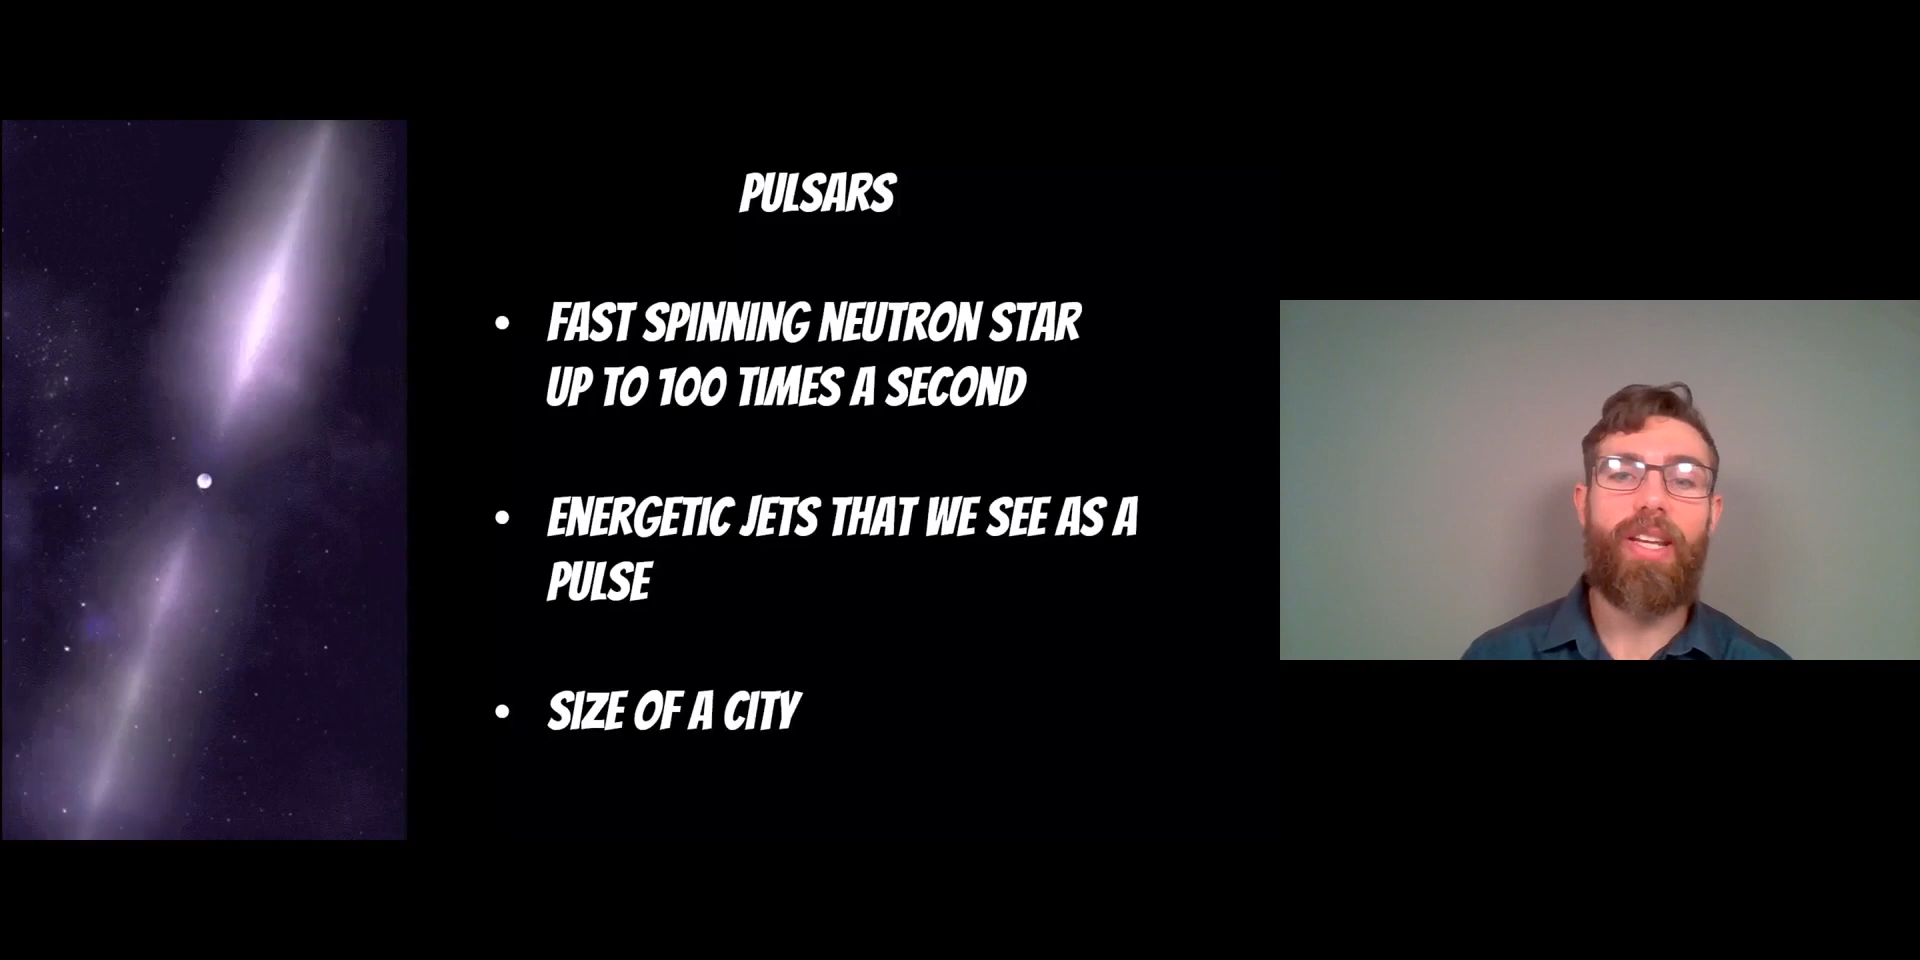 PULSARS
• FAST SPINNING NEUTRON STAR
UP TO 100 TIMES A SECOND
• ENERGETIC JETS THAT WE SEE AS A
PULSE
• SIZE OF A CITY